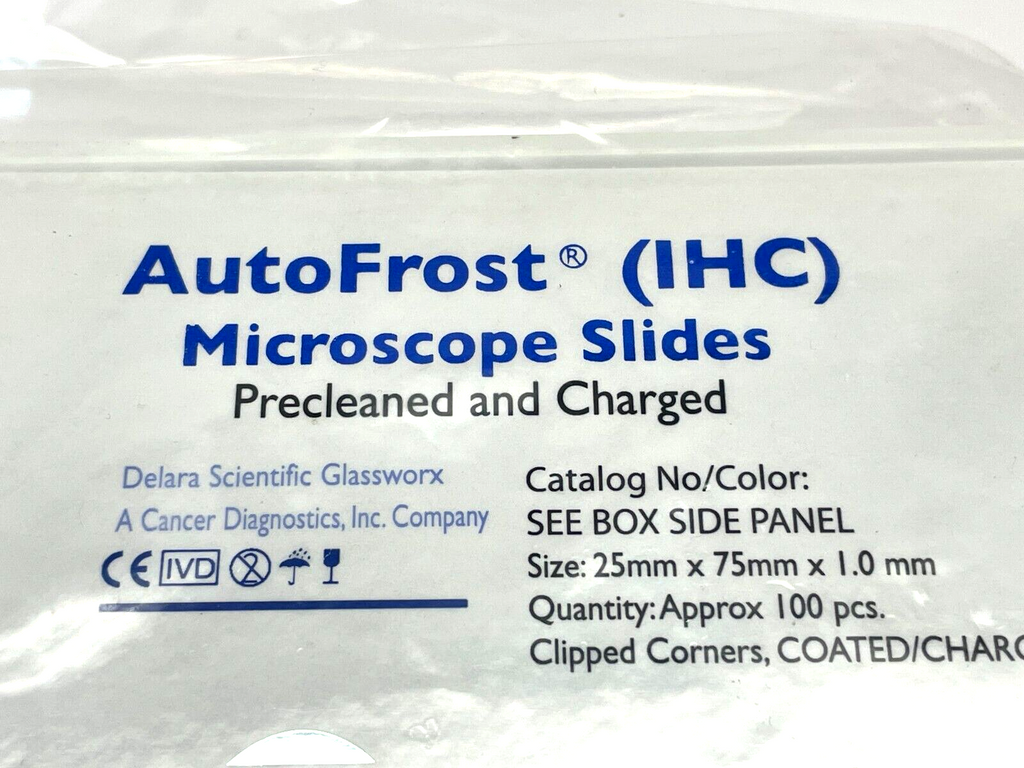 AutoFrost® (IHC)
Microscope Slides
Precleaned and Charged
Delara Scientific Glassworx
A Cancer Diagnostics, Inc. Company
CE IVD 2
Catalog No/Color:
SEE BOX SIDE PANEL
Size: 25mm x 75mm x 1.0 mm
Quantity: Approx 100 pcs.
Clipped Corners, COATED/CHARG